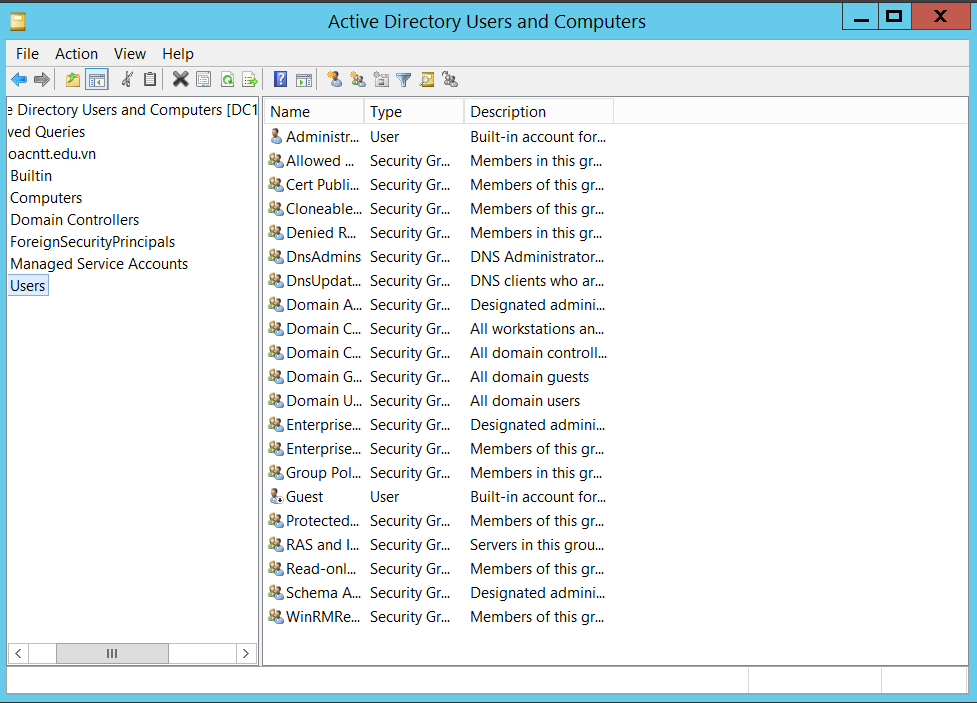 Active Directory Users and Computers
File Action View Help
e Directory Users and Computers [DC1
ved Queries
oacntt.edu.vn
Builtin
Computers
Domain Controllers
ForeignSecurityPrincipals
Managed Service Accounts
Users
Name Type Description
Administr... User Built-in account for...
Allowed ... Security Gr... Members in this gr...
Cert Publi... Security Gr... Members of this gr...
Cloneable... Security Gr... Members of this gr...
Denied R... Security Gr... Members in this gr...
DnsAdmins Security Gr... DNS Administrator...
DnsUpdat... Security Gr... DNS clients who ar...
Domain A... Security Gr... Designated admini...
Domain C... Security Gr... All workstations an...
Domain C... Security Gr... All domain controll...
Domain G... Security Gr... All domain guests
Domain U... Security Gr... All domain users
Enterprise... Security Gr... Designated admini...
Enterprise... Security Gr... Members of this gr...
Group Pol... Security Gr... Members in this gr...
Guest User Built-in account for...
Protected... Security Gr... Members of this gr...
RAS and I... Security Gr... Servers in this grou...
Read-onl... Security Gr... Members of this gr...
Schema A... Security Gr... Designated admini...
WinRMRe... Security Gr... Members of this gr...